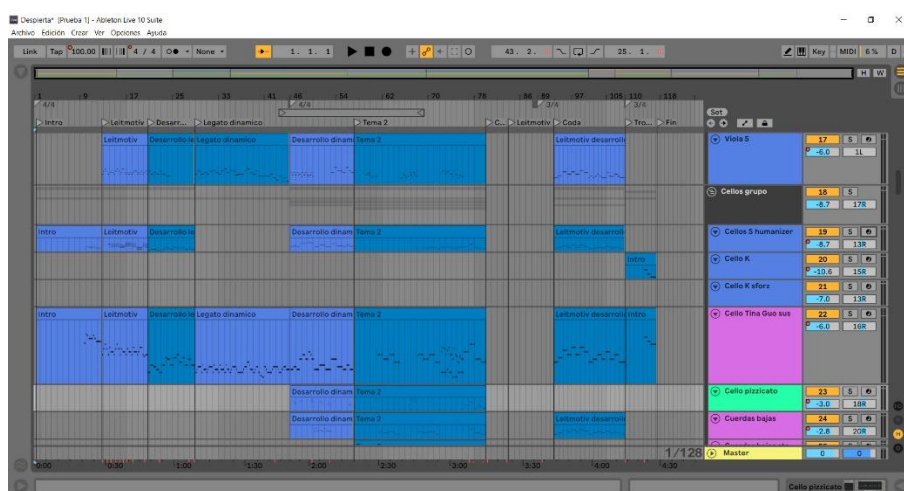 Despierta* [Prueba 1] - Ableton Live 10 Suite
Archivo Edición Crear Ver Opciones Ayuda
Link Tap 100.00 4 / 4 None 1. 1. 1 43. 2. 25. 1. Key MIDI 6 % D
H W
1 9 17 25 33 41 46 54 62 70 78 86 89 97 105 110 118
4/4 4/4 3/4 3/4
Set
Intro Leitmotiv Desarr... Legato dinamico Tema 2 C... Leitmotiv Coda Tro... Fin
Leitmotiv Desarrollo le Legato dinamico Desarrollo dinam Tema 2 Leitmotiv desarroll Viola S 17 S
-6.0 1L
Cellos grupo 18 S
-8.7 17R
Intro Leitmotiv Desarrollo le Desarrollo dinam Tema 2 Leitmotiv desarroll Cellos S humanizer 19 S
-8.7 13R
Intro Cello K 20 S
-10.6 15R
Cello K sforz 21 S
-7.0 13R
Intro Leitmotiv Desarrollo le Legato dinamico Desarrollo dinam Tema 2 Leitmotiv desarroll Intro Cello Tina Guo sus 22 S
-6.0 16R
Desarrollo dinam Tema 2 Cello pizzicato 23 S
-3.0 18R
Desarrollo dinam Tema 2 Leitmotiv desarroll Cuerdas bajas 24 S
-2.8 20R
1/128 Master 0 0
0:00 0:30 1:00 1:30 2:00 2:30 3:00 3:30 4:00 4:30
Cello pizzicato